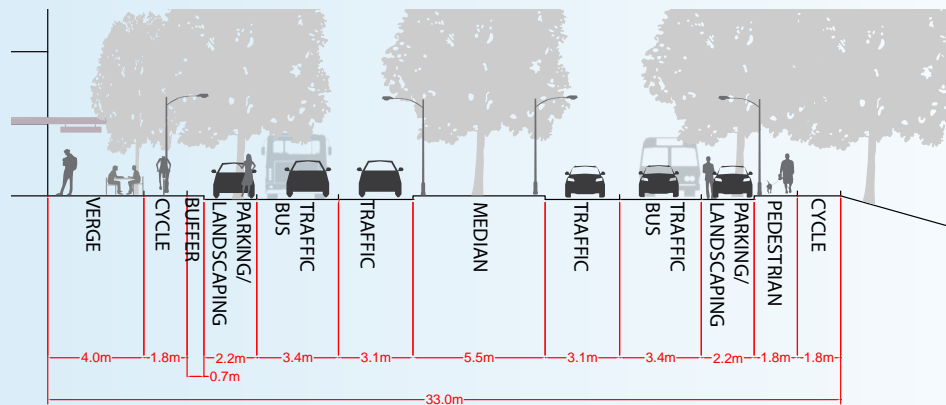 VERGE
CYCLE
BUFFER
PARKING/
LANDSCAPING
TRAFFIC
BUS
TRAFFIC
MEDIAN
TRAFFIC
TRAFFIC
BUS
PARKING/
LANDSCAPING
PEDESTRIAN
CYCLE
4.0m
1.8m
2.2m
3.4m
3.1m
5.5m
3.1m
3.4m
2.2m
1.8m
1.8m
0.7m
33.0m